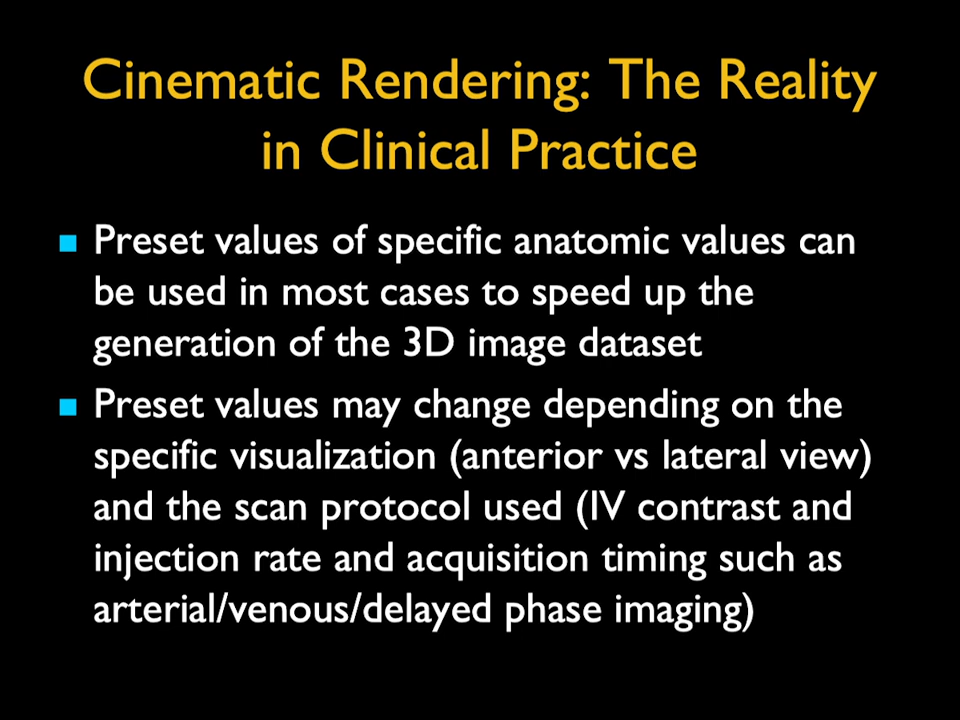 Cinematic Rendering: The Reality
in Clinical Practice
Preset values of specific anatomic values can
be used in most cases to speed up the
generation of the 3D image dataset
Preset values may change depending on the
specific visualization (anterior vs lateral view)
and the scan protocol used (IV contrast and
injection rate and acquisition timing such as
arterial/venous/delayed phase imaging)